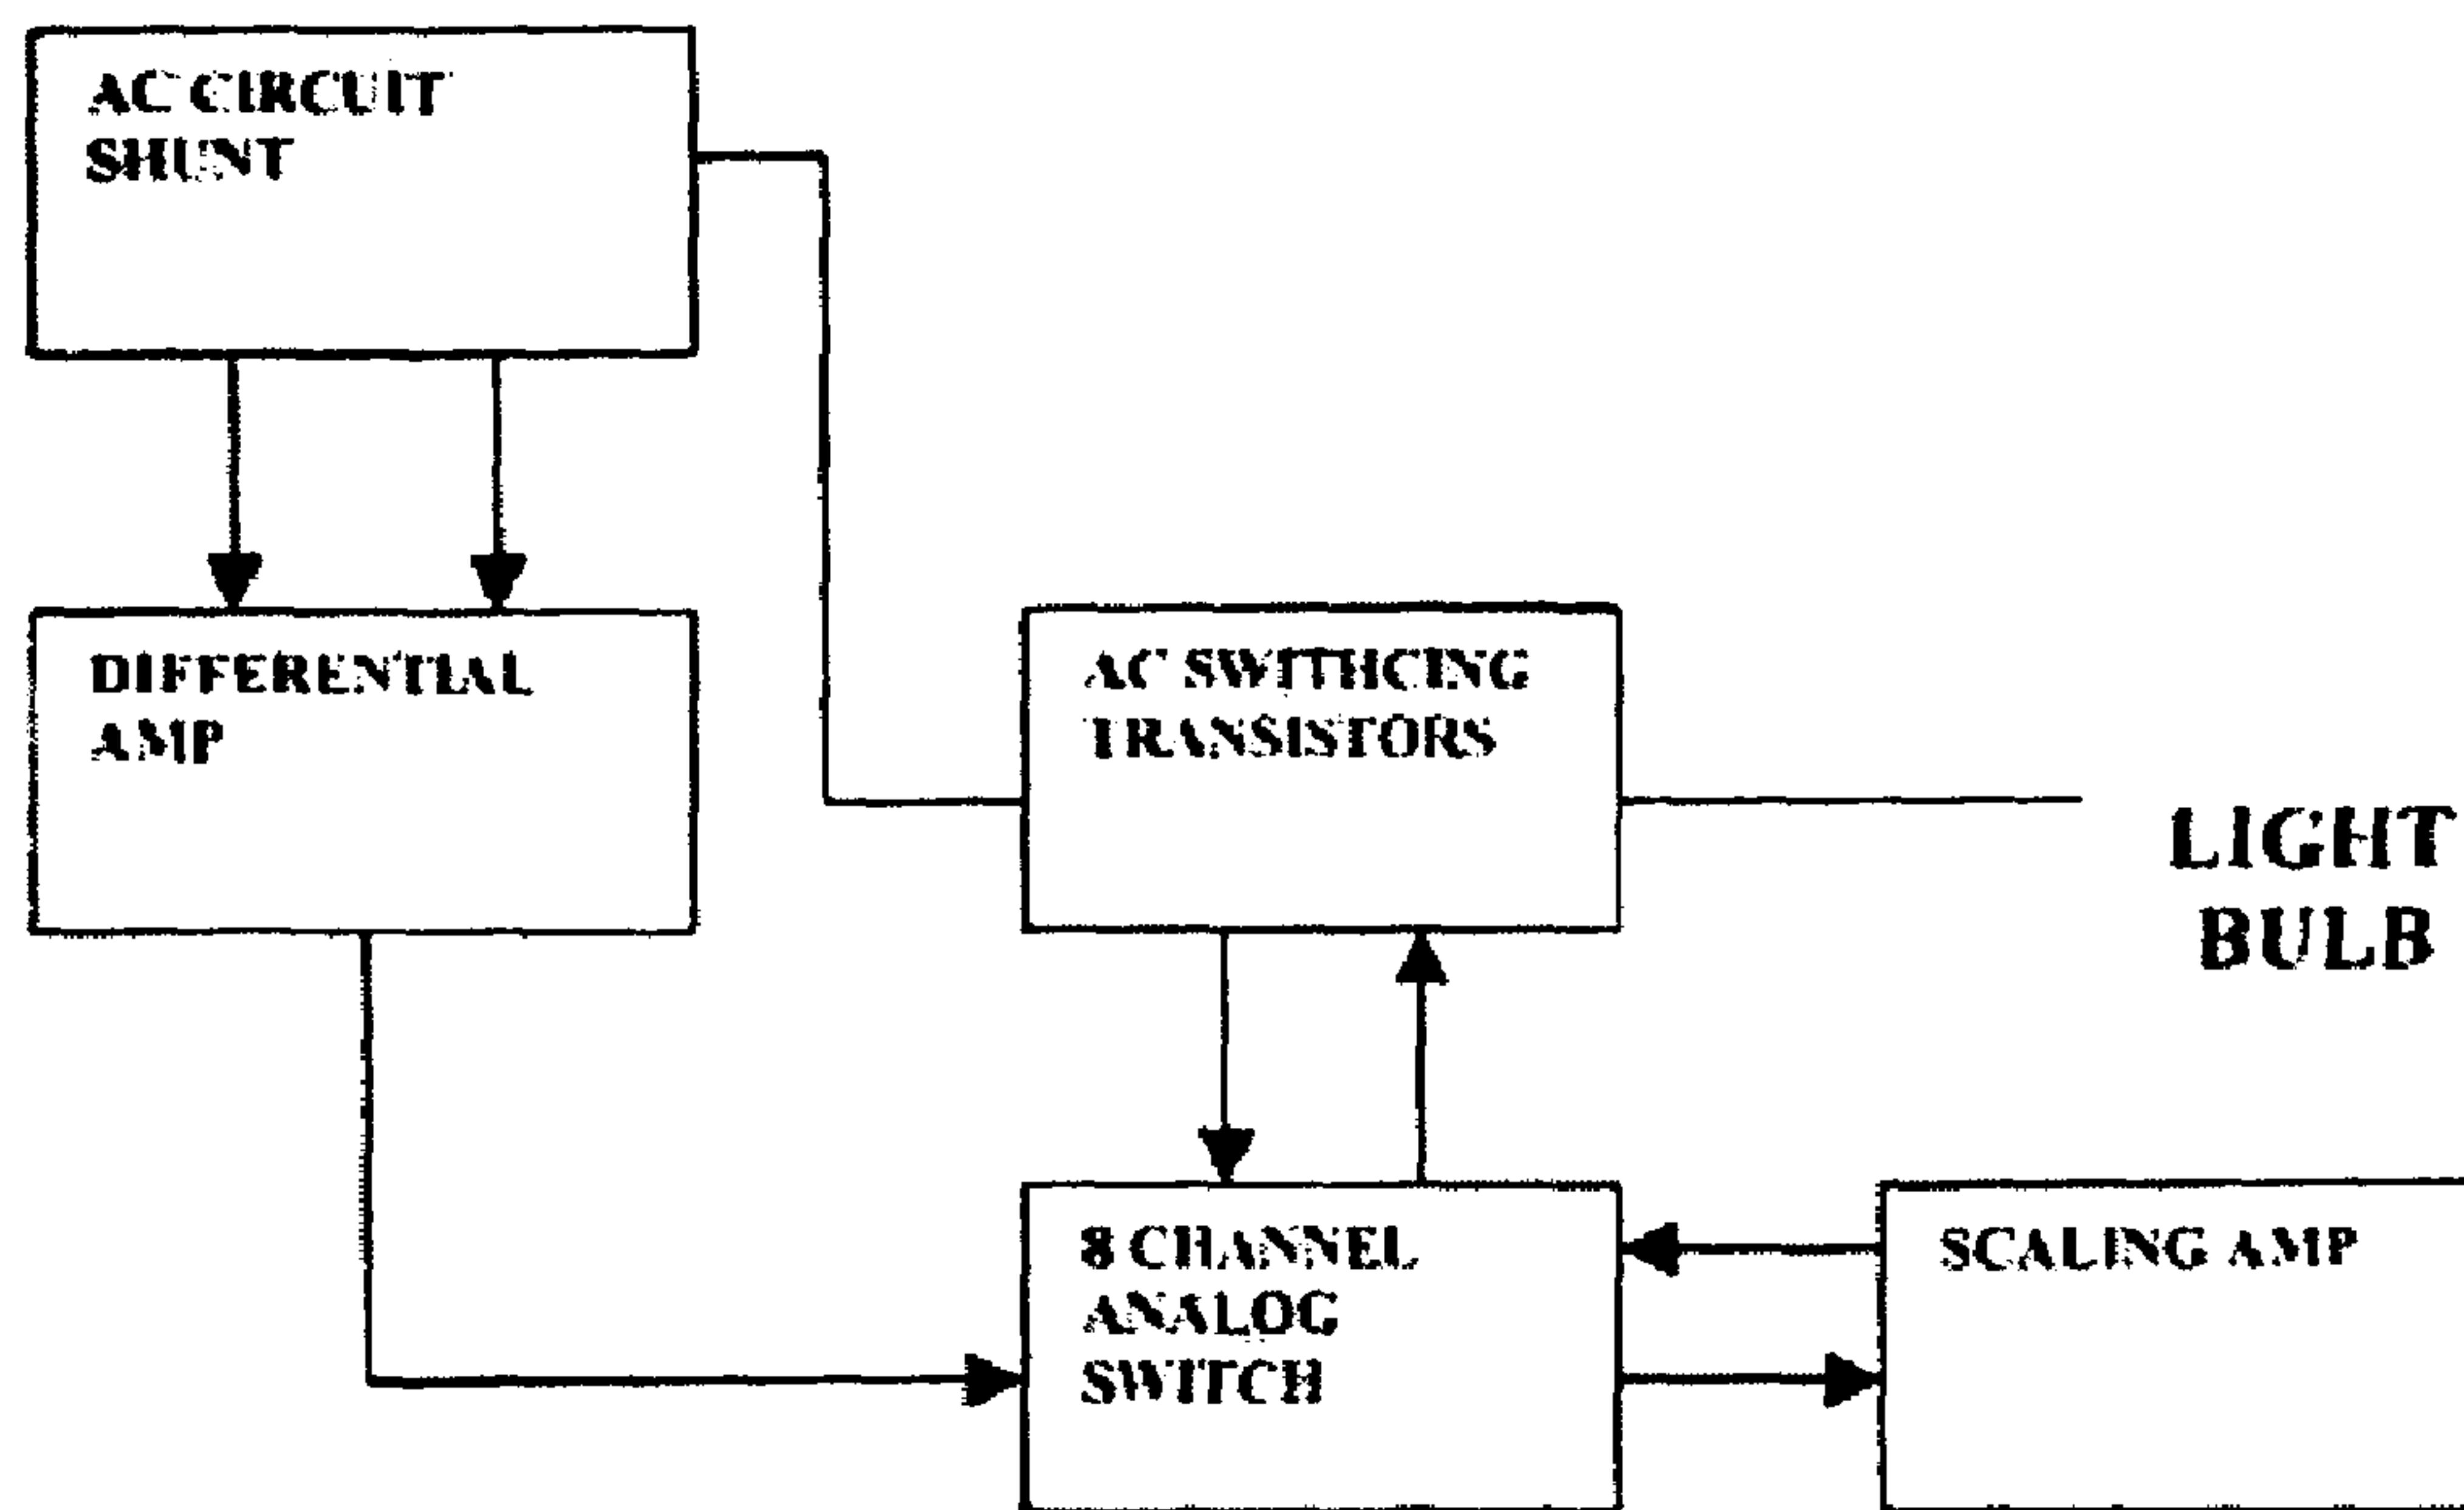 AC CIRCUIT
SHUNT
DIFFERENTIAL
AMP
AC SWITHCING
TRANSISTORS
LIGHT
BULB
8 CHANNEL
ANALOG
SWITCH
SCALING AMP